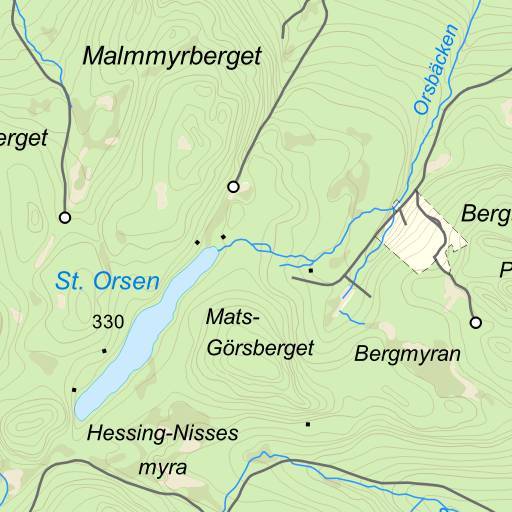 Malmmyrberget
Orsbäcken
erget
Berg
St. Orsen
P
330
Mats-
Görsberget
Bergmyran
Hessing-Nisses
myra